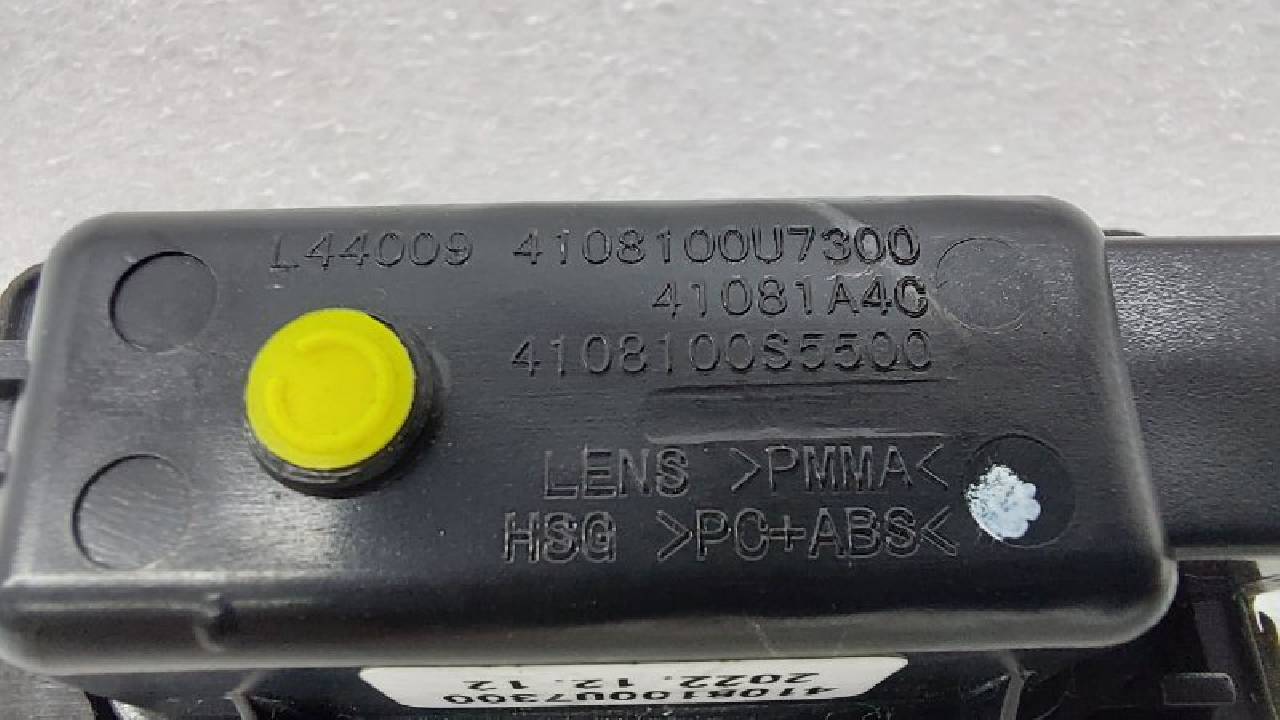 L44009 4108100U7300
41081A4C
4108100S5500
LENS >PMMA<
HSG >PC+ABS<
2022.12.12
4108100U7300